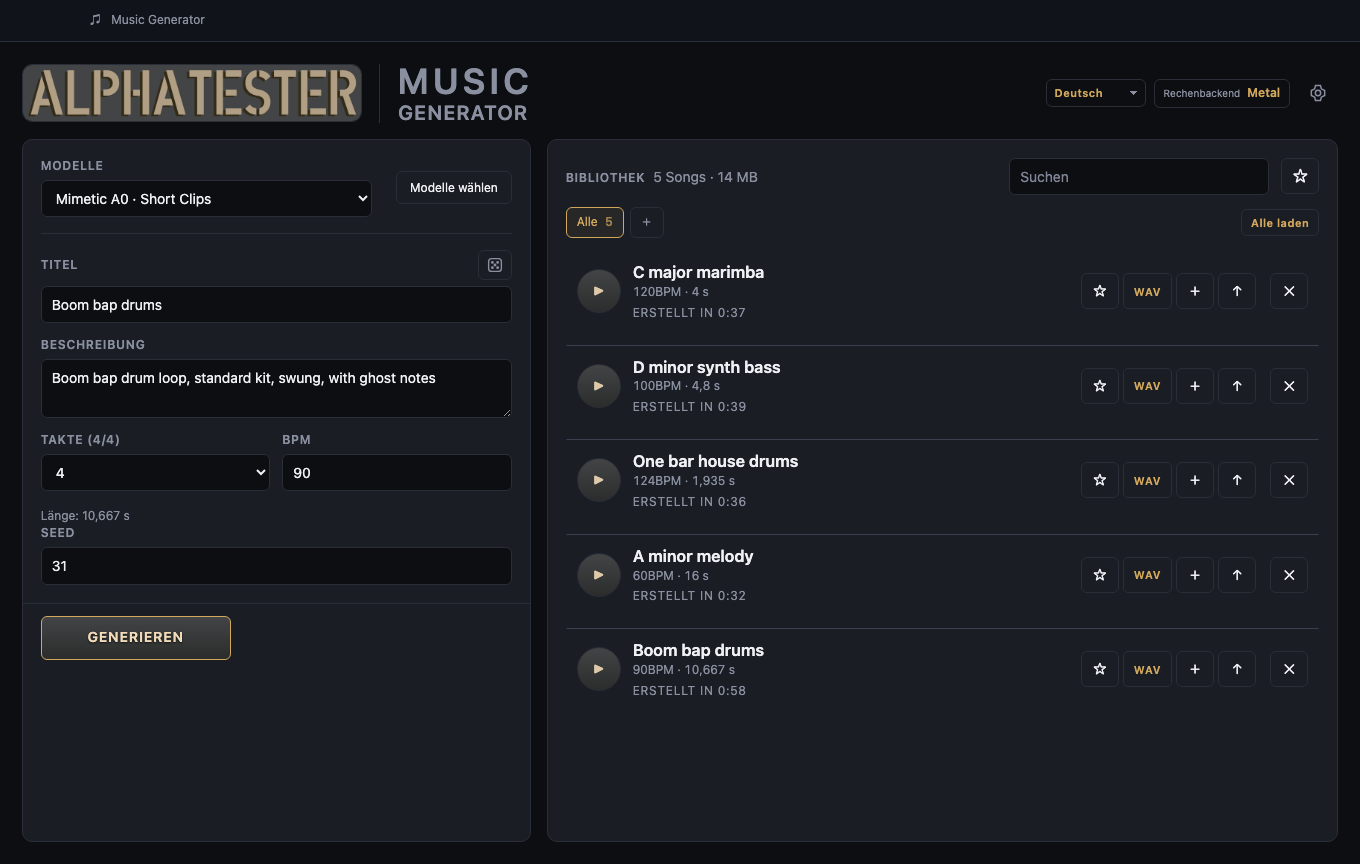 Music Generator
ALPHATESTER
MUSIC
GENERATOR
Deutsch
Rechenbackend Metal
MODELLE
Mimetic A0 · Short Clips
Modelle wählen
TITEL
Boom bap drums
BESCHREIBUNG
Boom bap drum loop, standard kit, swung, with ghost notes
TAKTE (4/4)
BPM
4
90
Länge: 10,667 s
SEED
31
GENERIEREN
BIBLIOTHEK 5 Songs · 14 MB
Suchen
Alle 5
+
Alle laden
C major marimba
120BPM · 4 s
ERSTELLT IN 0:37
WAV
D minor synth bass
100BPM · 4,8 s
ERSTELLT IN 0:39
WAV
One bar house drums
124BPM · 1,935 s
ERSTELLT IN 0:36
WAV
A minor melody
60BPM · 16 s
ERSTELLT IN 0:32
WAV
Boom bap drums
90BPM · 10,667 s
ERSTELLT IN 0:58
WAV